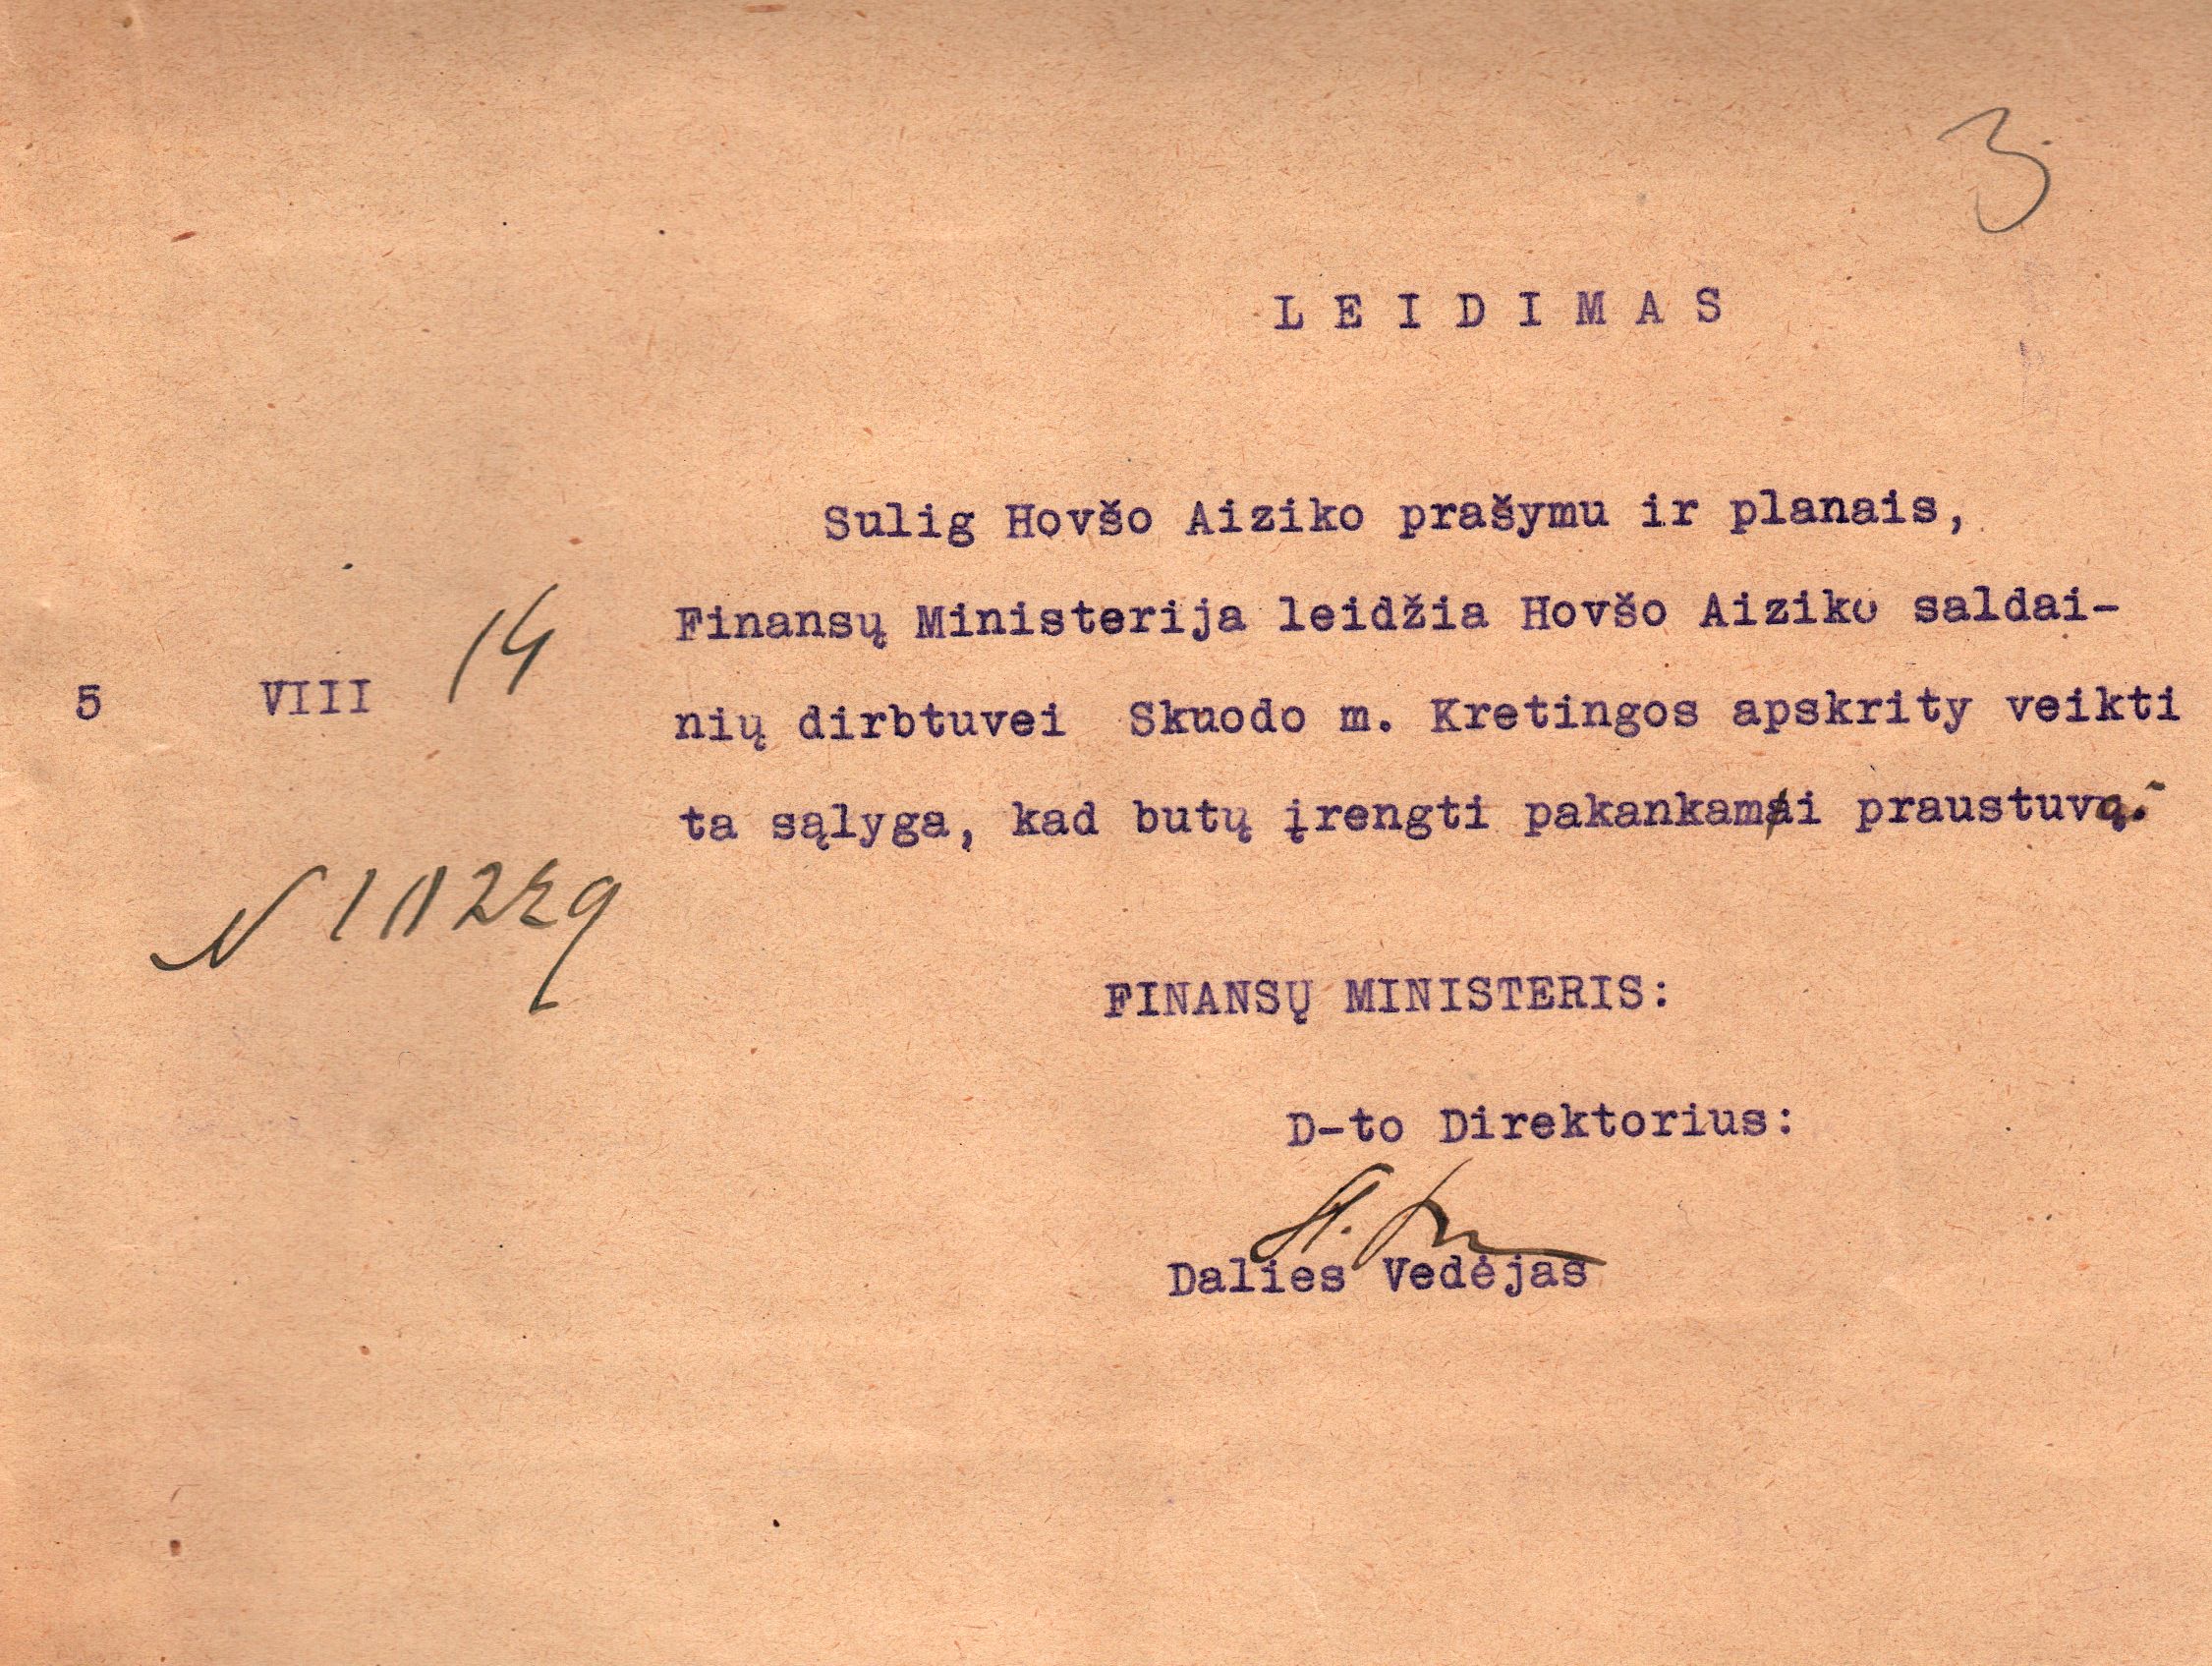 3
L E I D I M A S
Sulig Hovšo Aiziko prašymu ir planais,
Finansų Ministerija leidžia Hovšo Aiziko saldai-
5 VIII 14
nių dirbtuvei Skuodo m. Kretingos apskrity veikti
ta sąlyga, kad butų įrengti pakankamai praustuvą.
N
FINANSŲ MINISTERIS:
D-to Direktorius:
Dalies Vedėjas